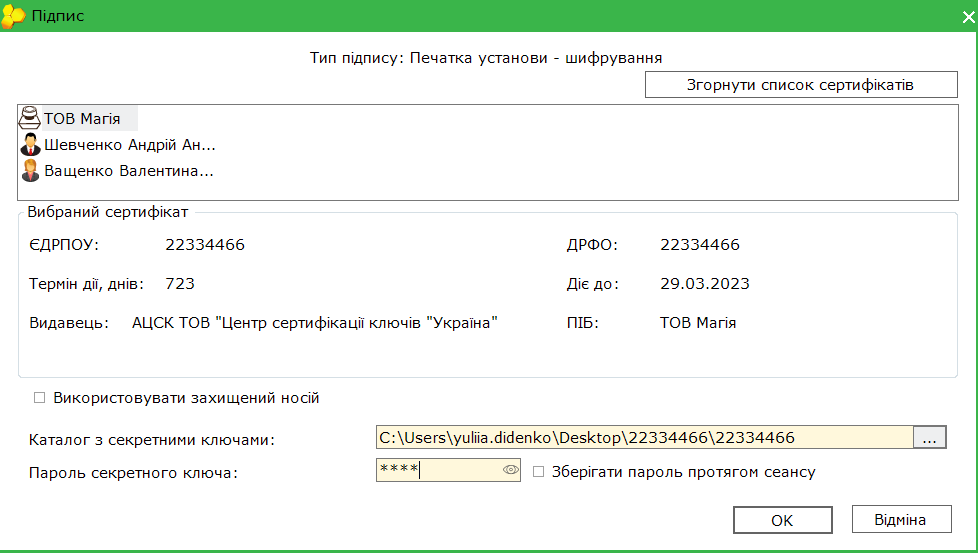 Підпис
Тип підпису: Печатка установи - шифрування
Згорнути список сертифікатів
ТОВ Магія
Шевченко Андрій Ан...
Ващенко Валентина...
Вибраний сертифікат
ЄДРПОУ: 22334466 ДРФО: 22334466
Термін дії, днів: 723 Діє до: 29.03.2023
Видавець: АЦСК ТОВ "Центр сертифікації ключів "Україна" ПІБ: ТОВ Магія
Використовувати захищений носій
Каталог з секретними ключами: C:\Users\yuliia.didenko\Desktop\22334466\22334466 ...
Пароль секретного ключа: **** Зберігати пароль протягом сеансу
OK Відміна